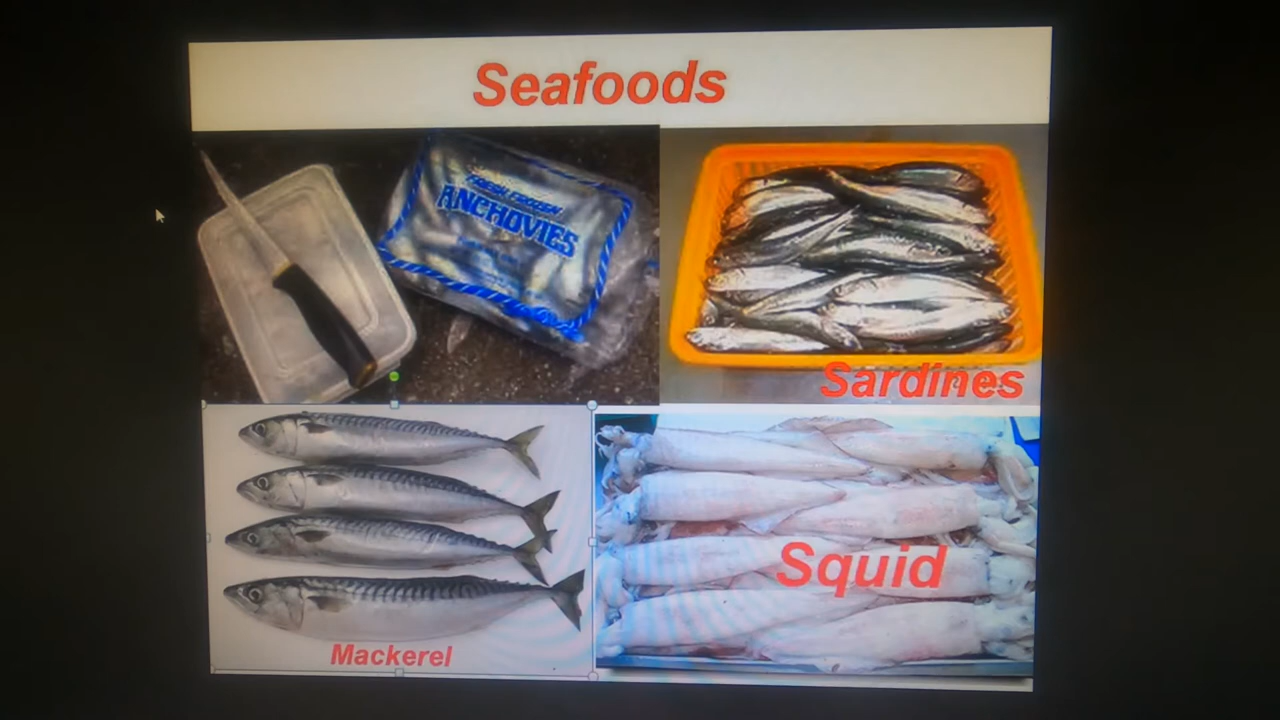 Seafoods
FRESH FROZEN
ANCHOVIES
Sardines
Mackerel
Squid